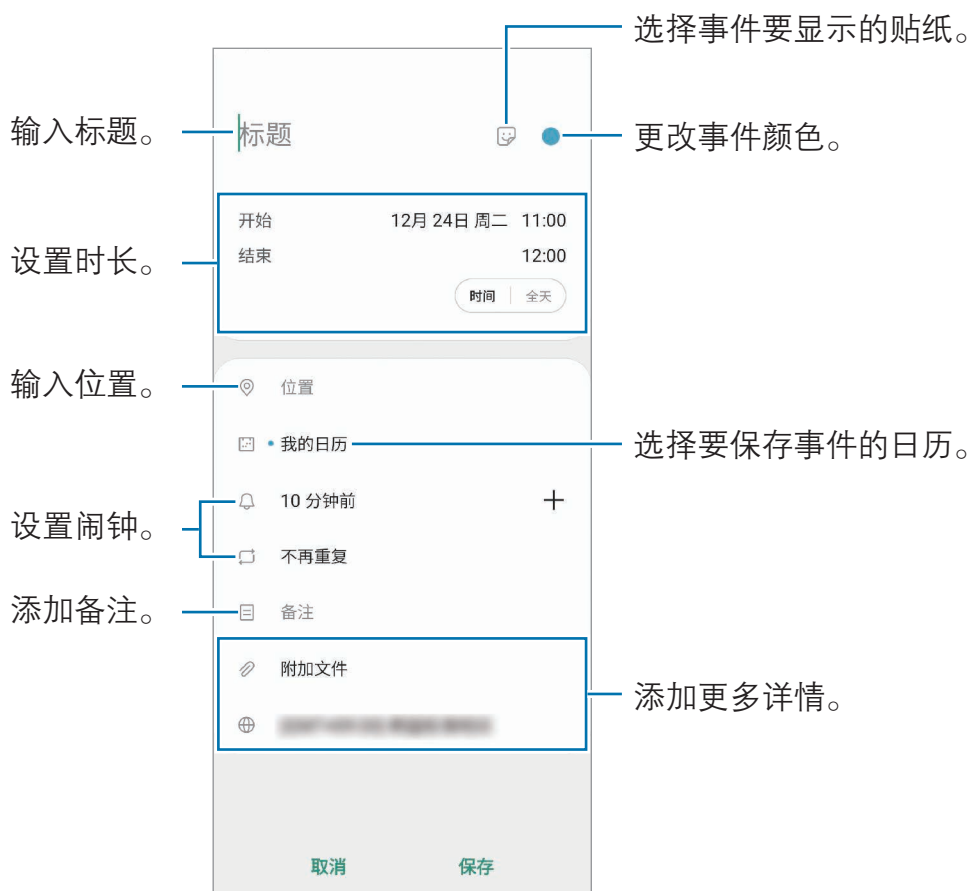 选择事件要显示的贴纸。
输入标题。
标题
更改事件颜色。
开始 12月 24日 周二 11:00
设置时长。
结束 12:00
时间 全天
输入位置。
位置
我的日历
选择要保存事件的日历。
10 分钟前
设置闹钟。
不再重复
添加备注。
备注
附加文件
添加更多详情。
取消 保存